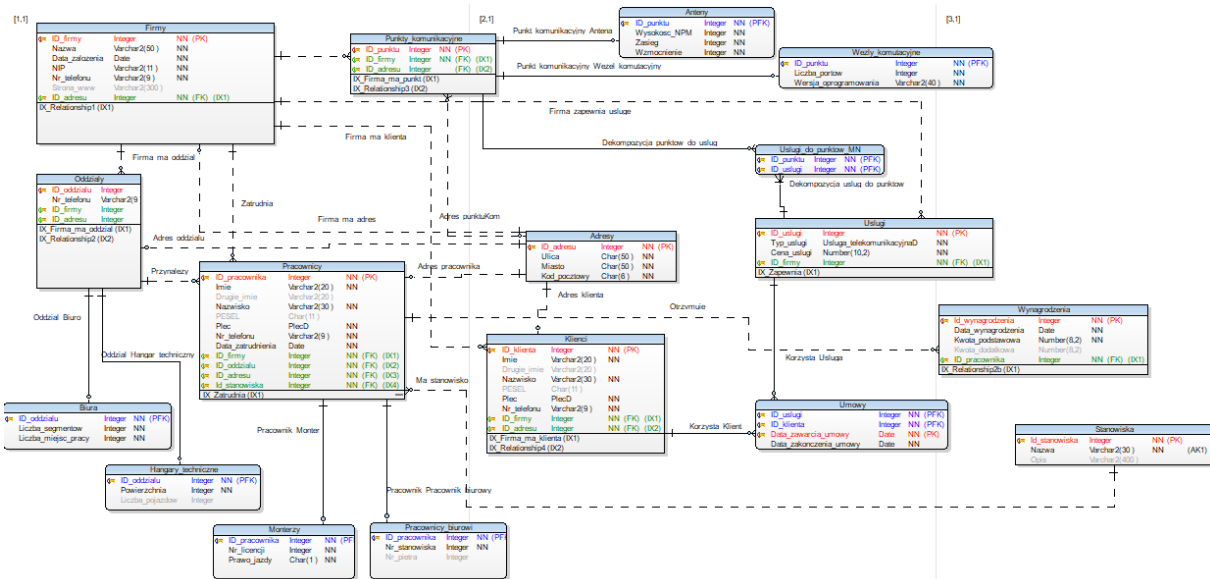 [1,1]
[2,1]
[3,1]
Firmy
ID_firmy Integer NN (PK)
Nazwa Varchar2(50 ) NN
Data_zalozenia Date NN
NIP Varchar2(11 ) NN
Nr_telefonu Varchar2(9 ) NN
Strona_www Varchar2(300 )
ID_adresu Integer NN (FK) (IX1)
IX_Relationship1 (IX1)
Punkty_komunikacyjne
ID_punktu Integer NN (PK)
ID_firmy Integer NN (FK) (IX1)
ID_adresu Integer (FK) (IX2)
IX_Firma_ma_punkt (IX1)
IX_Relationship3 (IX2)
Punkt komunikacyjny Antena
Anteny
ID_punktu Integer NN (PFK)
Wysokosc_NPM Integer NN
Zasieg Integer NN
Wzmocnienie Integer NN
Punkt komunikacyjny Wezel komutacyjny
Wezly_komutacyjne
ID_punktu Integer NN (PFK)
Liczba_portow Integer NN
Wersja_oprogramowania Varchar2(40 ) NN
Firma zapewnia usluge
Firma ma klienta
Dekompozycja punktow do uslug
Uslugi_do_punktow_MN
ID_punktu Integer NN (PFK)
ID_uslugi Integer NN (PFK)
Dekompozycja uslug do punktow
Firma ma oddzial
Oddzialy
ID_oddzialu Integer
Nr_telefonu Varchar2(9
ID_firmy Integer
ID_adresu Integer
IX_Firma_ma_oddzial (IX1)
IX_Relationship2 (IX2)
Zatrudnia
Firma ma adres
Adres punktuKom
Adres oddzialu
Adresy
ID_adresu Integer NN (PK)
Ulica Char(50 ) NN
Miasto Char(50 ) NN
Kod_pocztowy Char(6 ) NN
Uslugi
ID_uslugi Integer NN (PK)
Typ_uslugi Usluga_telekomunikacyjnaD NN
Cena_uslugi Number(10,2) NN
ID_firmy Integer NN (FK) (IX1)
IX_Zapewnia (IX1)
Przynalezy
Adres pracownika
Pracownicy
ID_pracownika Integer NN (PK)
Imie Varchar2(20 ) NN
Drugie_imie Varchar2(20 )
Nazwisko Varchar2(30 ) NN
PESEL Char(11 )
Plec PlecD NN
Nr_telefonu Varchar2(9 ) NN
Data_zatrudnienia Date NN
ID_firmy Integer NN (FK) (IX1)
ID_oddzialu Integer NN (FK) (IX2)
ID_adresu Integer NN (FK) (IX3)
Id_stanowiska Integer NN (FK) (IX4)
IX_Zatrudnia (IX1)
Adres klienta
Otrzymuje
Wynagrodzenia
Id_wynagrodzenia Integer NN (PK)
Data_wynagrodzenia Date NN
Kwota_podstawowa Number(8,2) NN
Kwota_dodatkowa Number(8,2)
ID_pracownika Integer NN (FK) (IX1)
IX_Relationship2b (IX1)
Oddzial Biuro
Oddzial Hangar techniczny
Klienci
ID_klienta Integer NN (PK)
Imie Varchar2(20 ) NN
Drugie_imie Varchar2(20 )
Nazwisko Varchar2(30 ) NN
PESEL Char(11 )
Plec PlecD NN
Nr_telefonu Varchar2(9 ) NN
ID_firmy Integer NN (FK) (IX1)
ID_adresu Integer NN (FK) (IX2)
IX_Firma_ma_klienta (IX1)
IX_Relationship4 (IX2)
Korzysta Usluga
Ma stanowisko
Biura
ID_oddzialu Integer NN (PFK)
Liczba_segmentow Integer NN
Liczba_miejsc_pracy Integer NN
Umowy
ID_uslugi Integer NN (PFK)
ID_klienta Integer NN (PFK)
Data_zawarcia_umowy Date NN (PK)
Data_zakonczenia_umowy Date NN
Korzysta Klient
Pracownik Monter
Stanowiska
Id_stanowiska Integer NN (PK)
Nazwa Varchar2(30 ) NN (AK1)
Opis Varchar2(400 )
Hangary_techniczne
ID_oddzialu Integer NN (PFK)
Powierzchnia Integer NN
Liczba_pojazdow Integer
Pracownik Pracownik biurowy
Monterzy
ID_pracownika Integer NN (PF
Nr_licencji Integer NN
Prawo_jazdy Char(1 ) NN
Pracownicy_biurowi
ID_pracownika Integer NN (PFK)
Nr_stanowiska Integer NN
Nr_pietra Integer